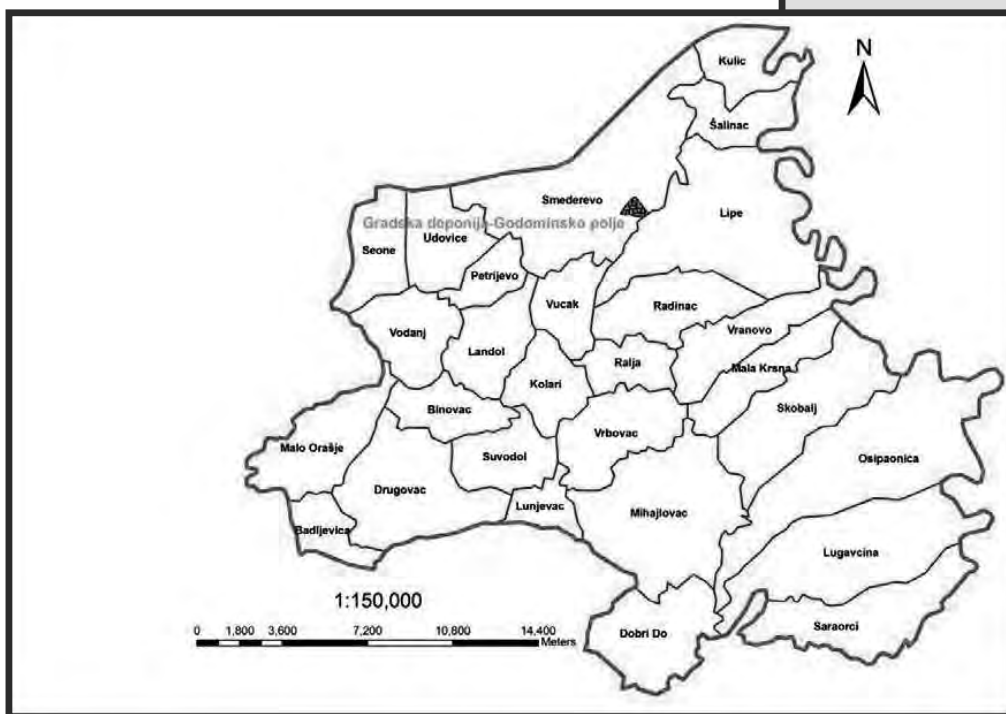 N
Kulic
Šalinac
Smederevo
Lipe
Gradska deponija-Godominsko polje
Seone
Udovice
Petrijevo
Vucak
Radinac
Vodanj
Vranovo
Landol
Ralja
Mala Krsna
Kolari
Binovac
Skobalj
Vrbovac
Malo Orašje
Suvodol
Osipaonica
Drugovac
Lunjevac
Mihajlovac
Badljevica
Lugavcina
1:150,000
Saraorci
Dobri Do
0 1,800 3,600 7,200 10,800 14,400
Meters